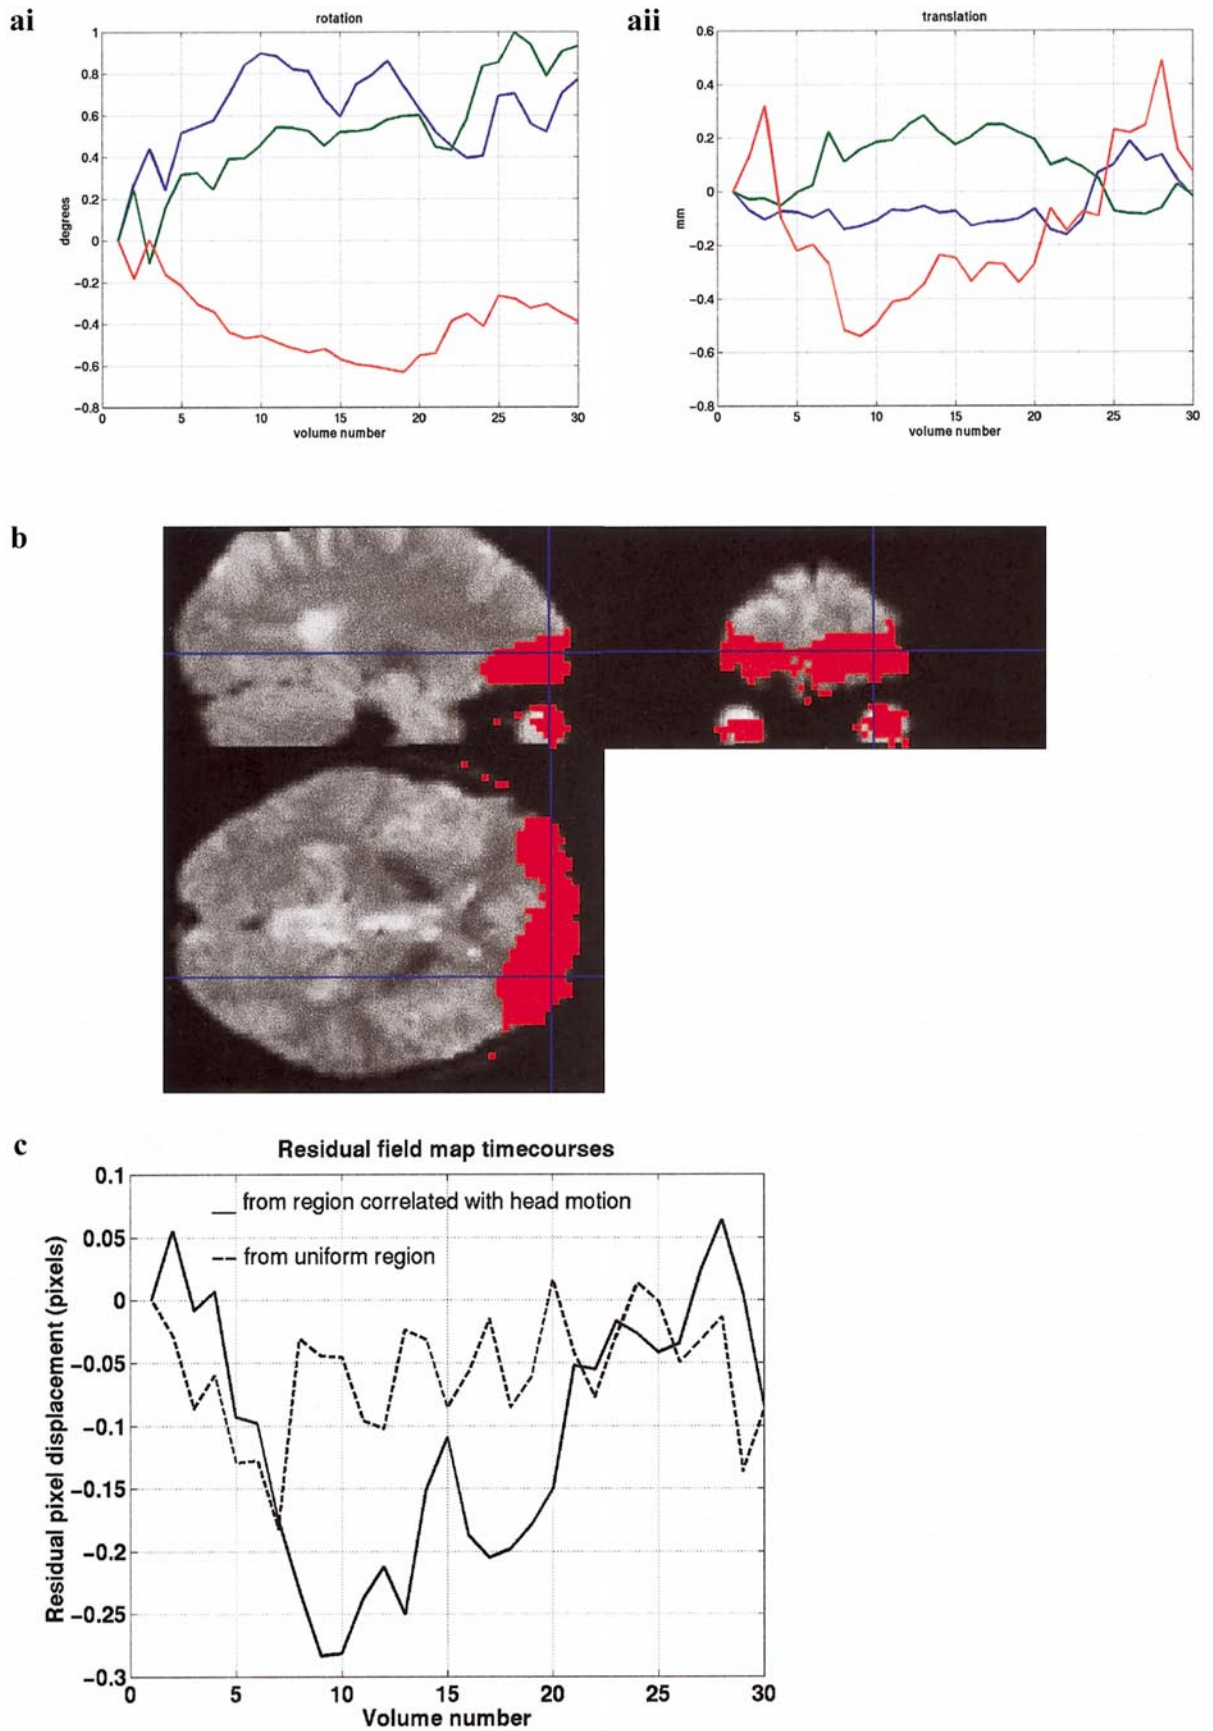 ai
rotation
1
0.8
0.6
0.4
0.2
0
−0.2
−0.4
−0.6
−0.8
degrees
0 5 10 15 20 25 30
volume number
aii
translation
0.6
0.4
0.2
0
−0.2
−0.4
−0.6
−0.8
mm
0 5 10 15 20 25 30
volume number
b
c
Residual field map timecourses
from region correlated with head motion
from uniform region
0.1
0.05
0
−0.05
−0.1
−0.15
−0.2
−0.25
−0.3
Residual pixel displacement (pixels)
0 5 10 15 20 25 30
Volume number